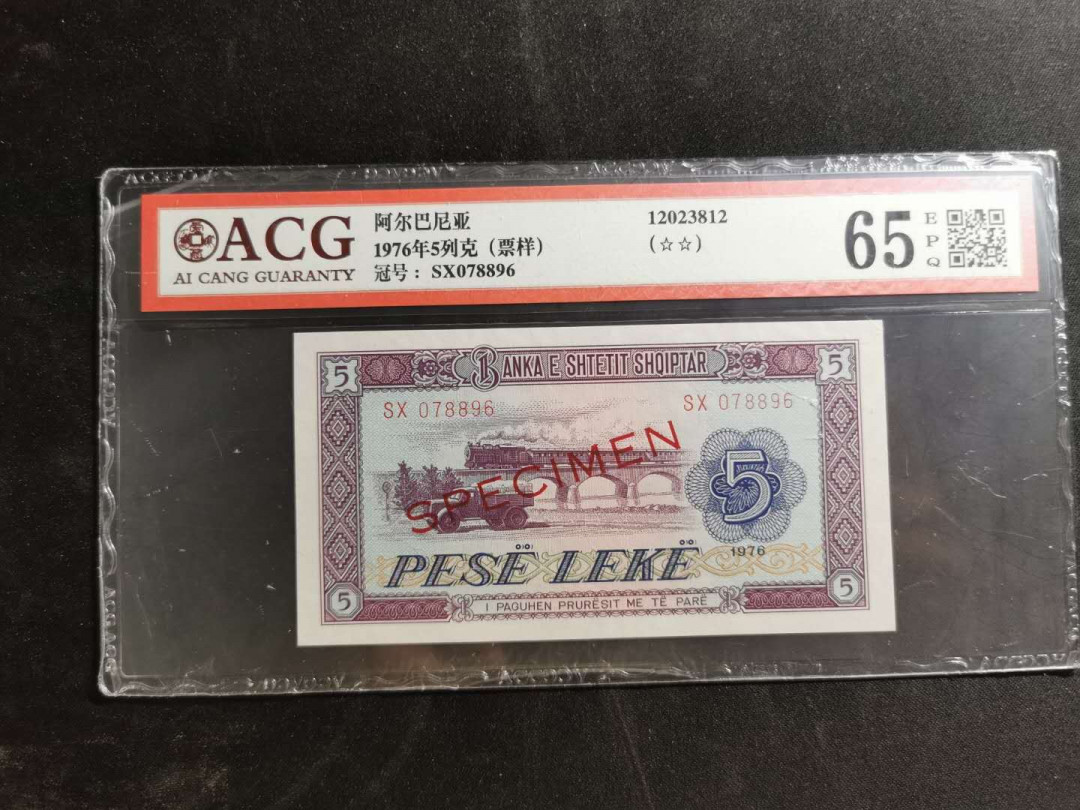 ACG
AI CANG GUARANTY
阿尔巴尼亚
1976年5列克（票样）
冠号：SX078896
12023812
(☆☆)
65
EPQ
5
BANKA E SHTETIT SHQIPTAR
5
SX 078896
SX 078896
SPECIMEN
5
PESË LEKË
1976
5
I PAGUHEN PRURËSIT ME TË PARË
5